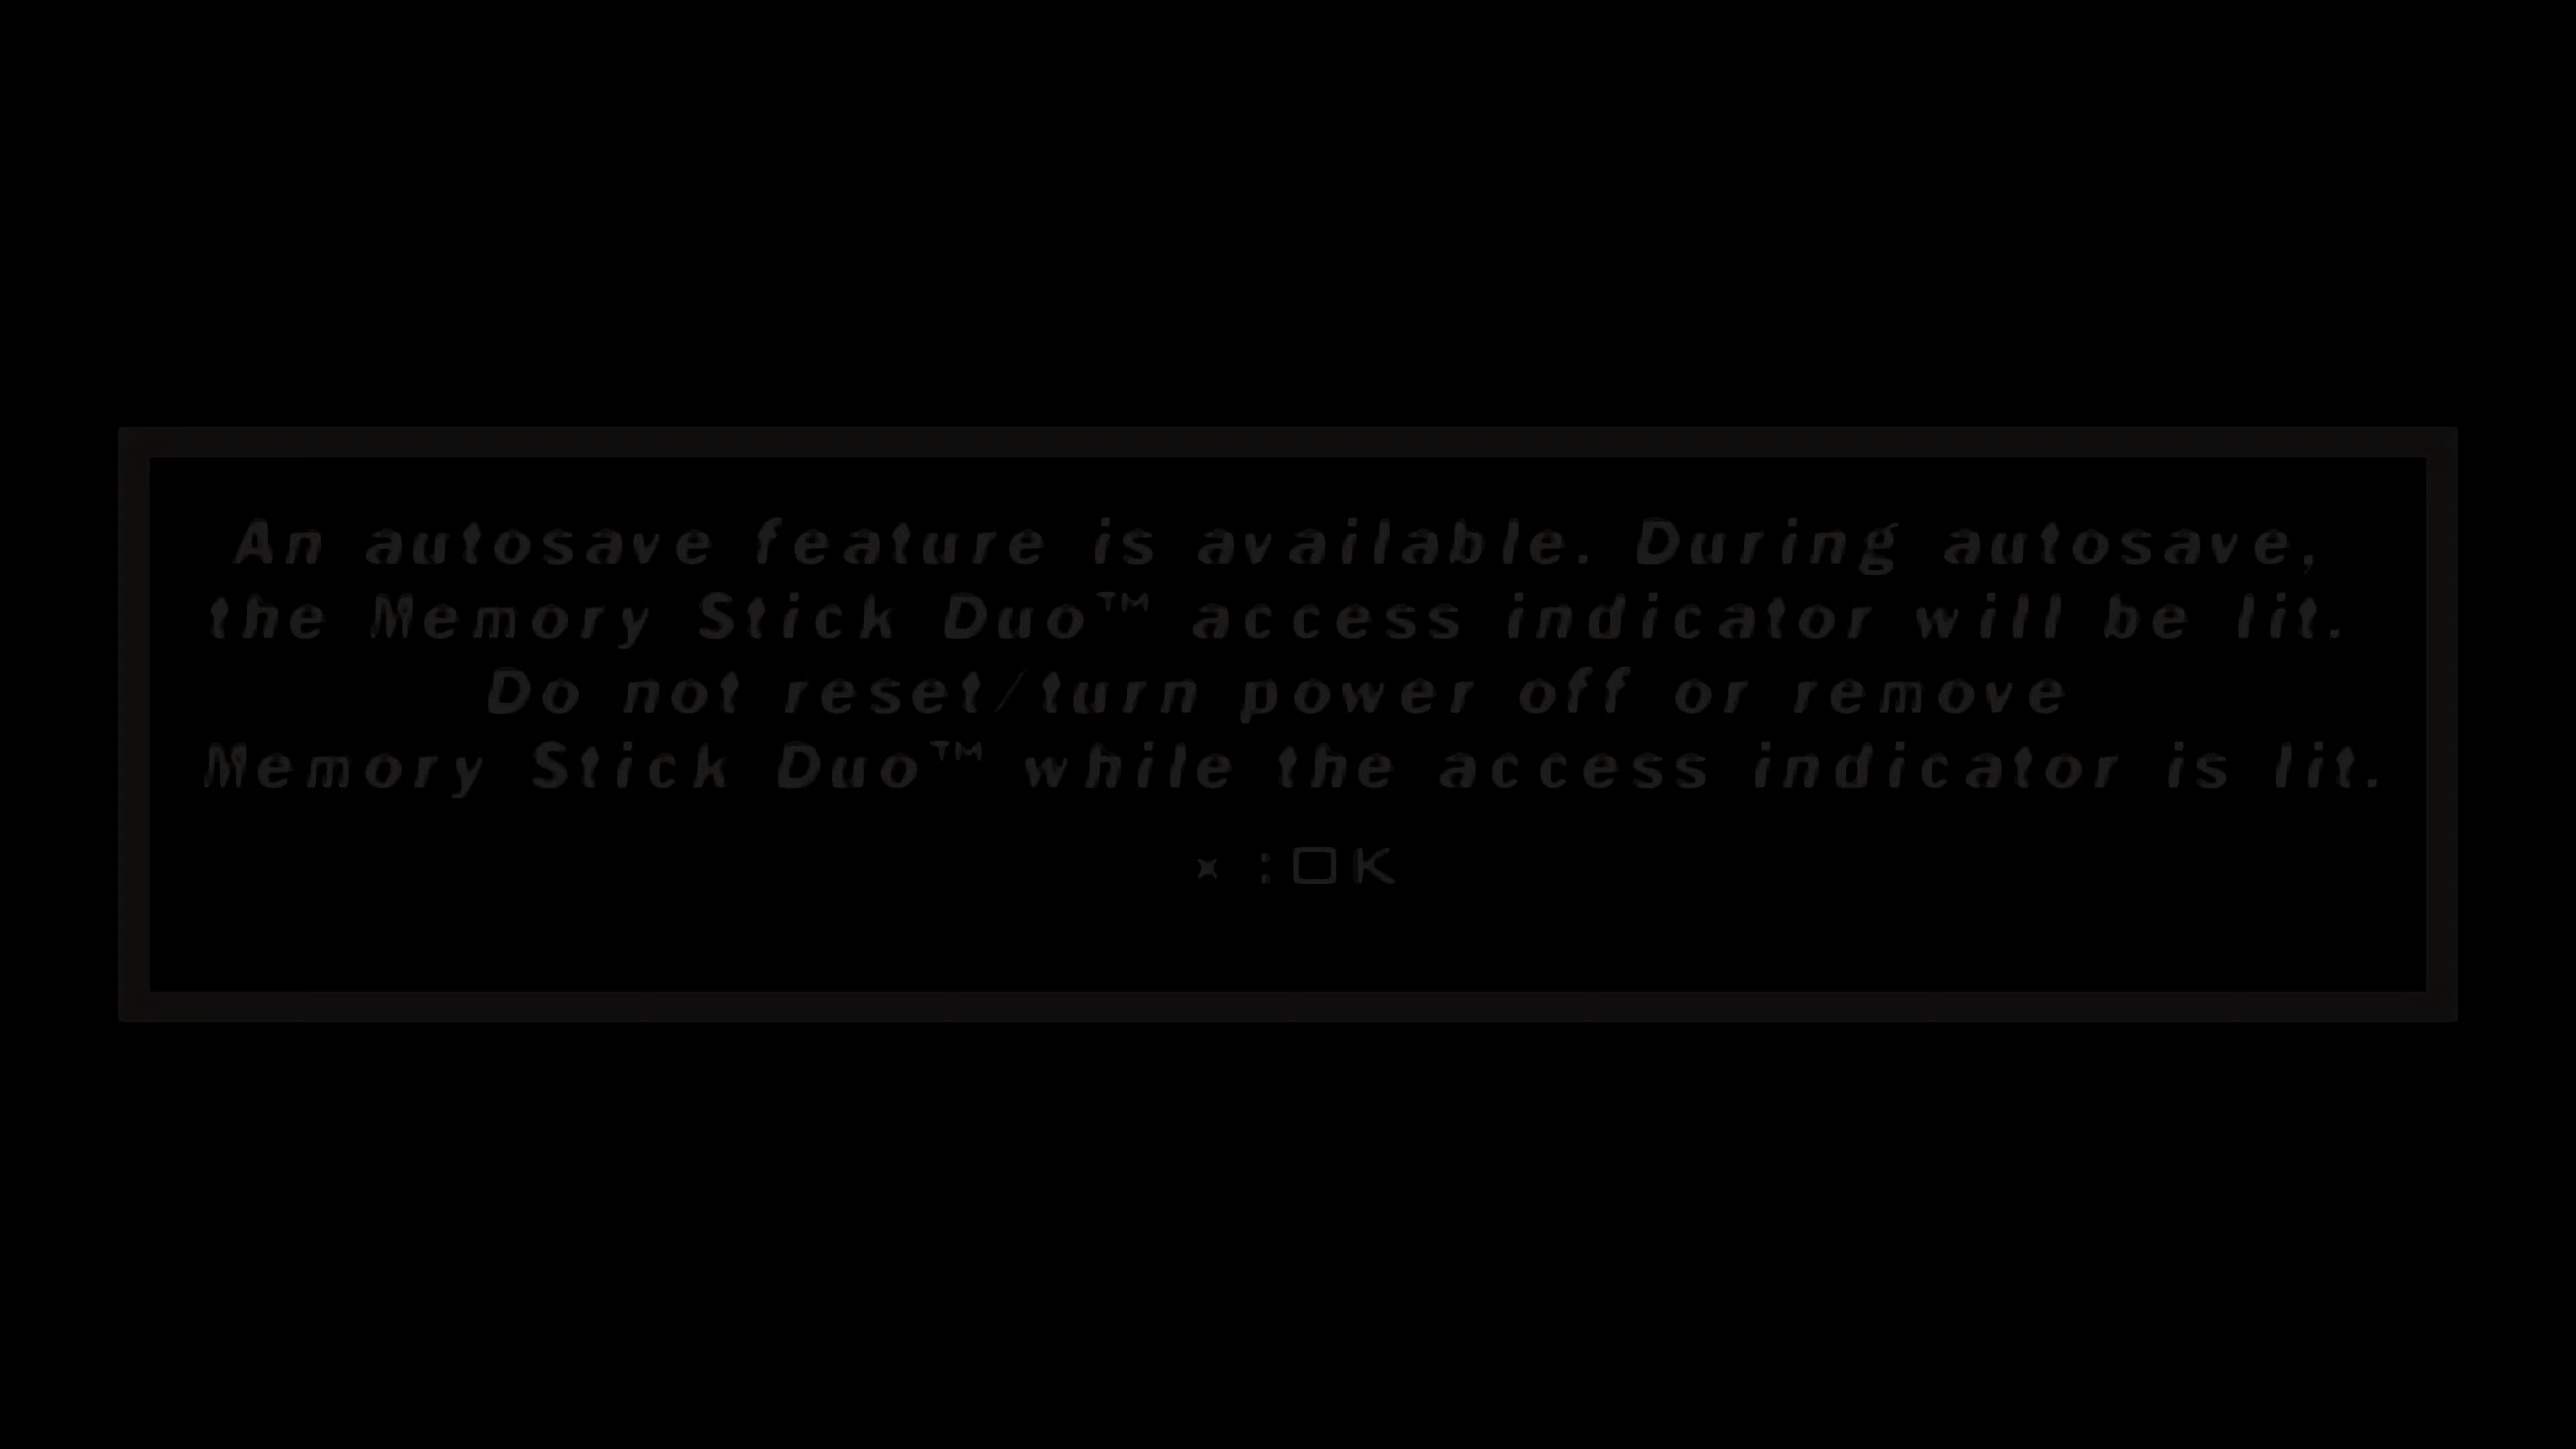 An autosave feature is available. During autosave,
the Memory Stick Duo™ access indicator will be lit.
Do not reset/turn power off or remove
Memory Stick Duo™ while the access indicator is lit.
× :OK